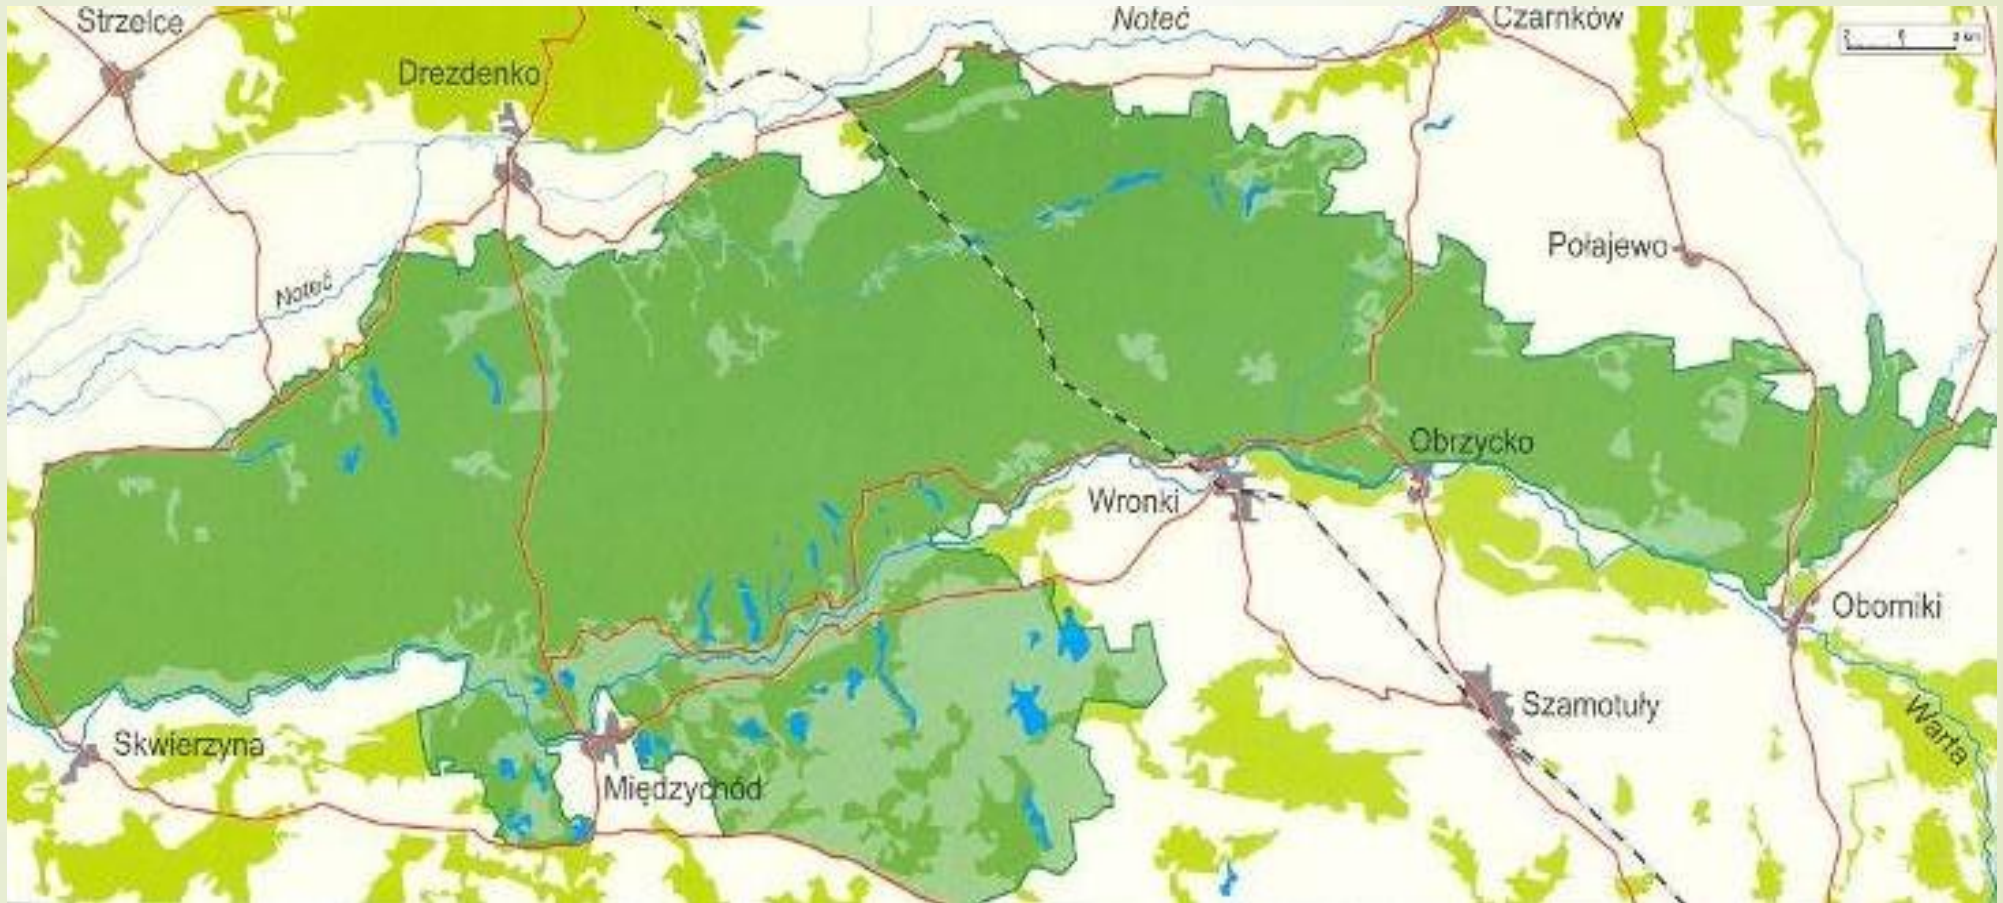 Strzelce
Noteć
Czarnków
Drezdenko
Połajewo
Noteć
Obrzycko
Wronki
Oborniki
Szamotuły
Warta
Skwierzyna
Międzychód